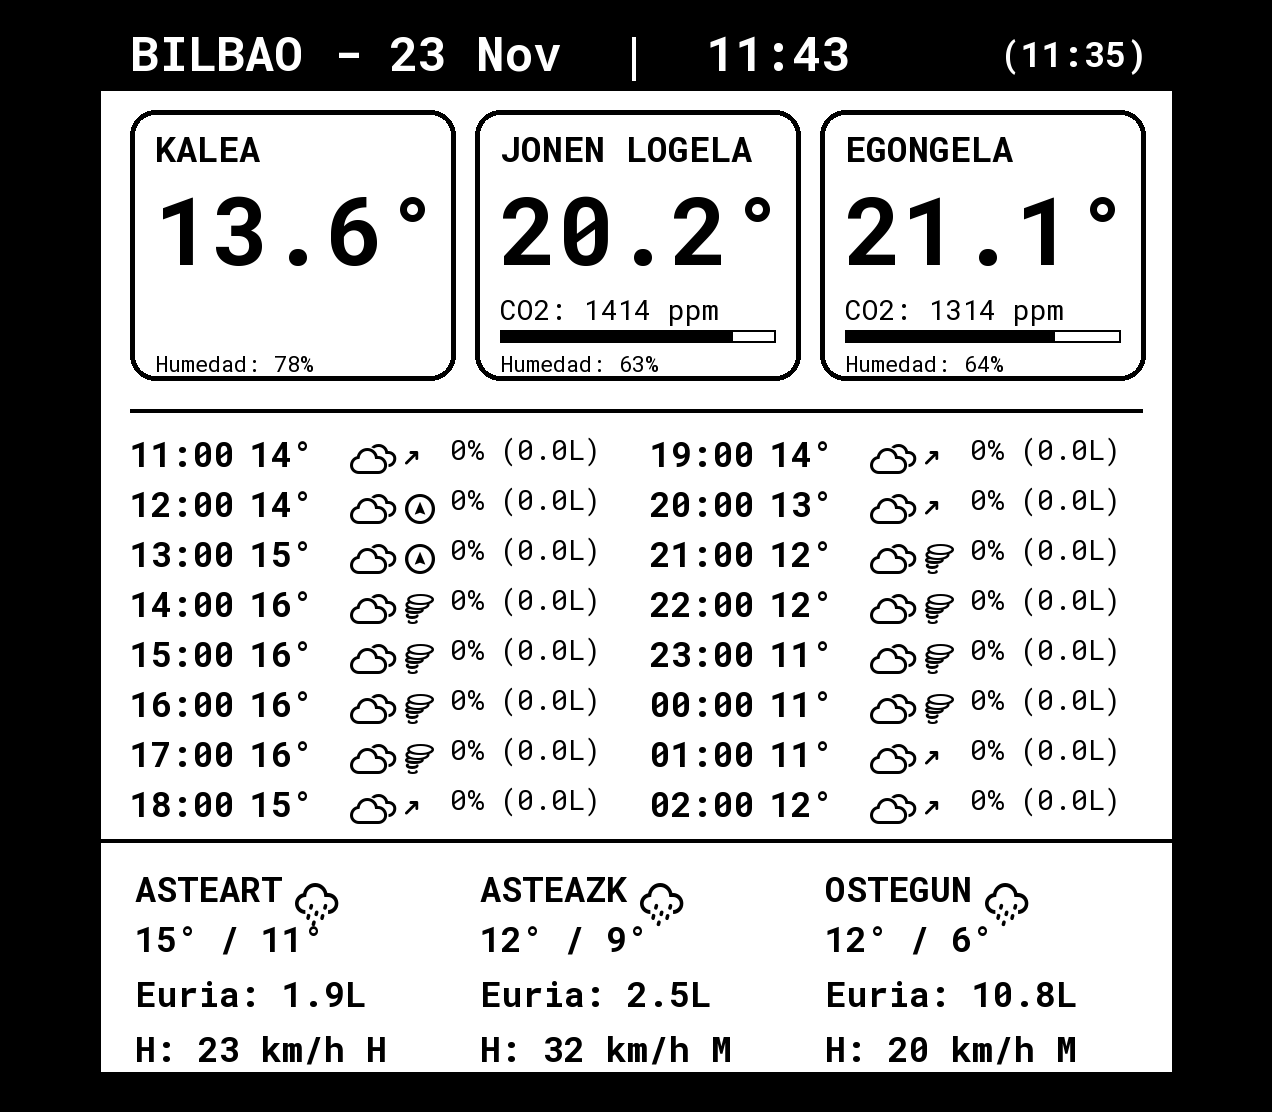 BILBAO - 23 Nov | 11:43 (11:35)
KALEA
13.6°
Humedad: 78%
JONEN LOGELA
20.2°
CO2: 1414 ppm
Humedad: 63%
EGONGELA
21.1°
CO2: 1314 ppm
Humedad: 64%
11:00 14° 0% (0.0L)
12:00 14° 0% (0.0L)
13:00 15° 0% (0.0L)
14:00 16° 0% (0.0L)
15:00 16° 0% (0.0L)
16:00 16° 0% (0.0L)
17:00 16° 0% (0.0L)
18:00 15° 0% (0.0L)
19:00 14° 0% (0.0L)
20:00 13° 0% (0.0L)
21:00 12° 0% (0.0L)
22:00 12° 0% (0.0L)
23:00 11° 0% (0.0L)
00:00 11° 0% (0.0L)
01:00 11° 0% (0.0L)
02:00 12° 0% (0.0L)
ASTEART
15° / 11°
Euria: 1.9L
H: 23 km/h H
ASTEAZK
12° / 9°
Euria: 2.5L
H: 32 km/h M
OSTEGUN
12° / 6°
Euria: 10.8L
H: 20 km/h M